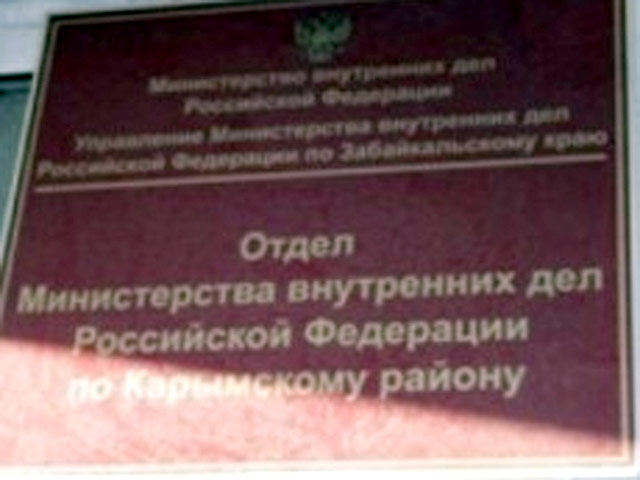 Министерство внутренних дел
Российской Федерации
Управление Министерства внутренних дел
Российской Федерации по Забайкальскому краю
Отдел
Министерства внутренних дел
Российской Федерации
по Карымскому району